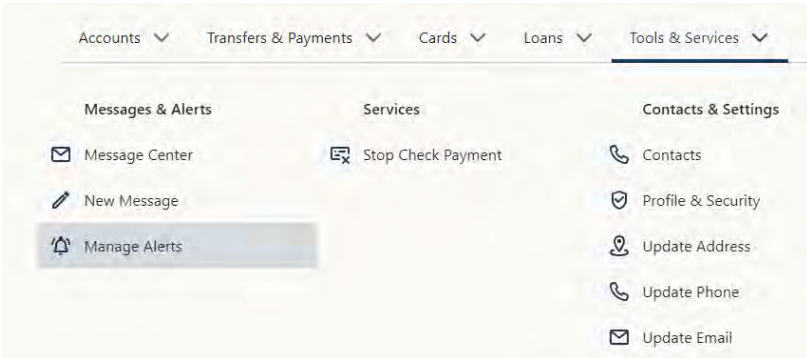 Accounts
Transfers & Payments
Cards
Loans
Tools & Services
Messages & Alerts
Message Center
New Message
Manage Alerts
Services
Stop Check Payment
Contacts & Settings
Contacts
Profile & Security
Update Address
Update Phone
Update Email